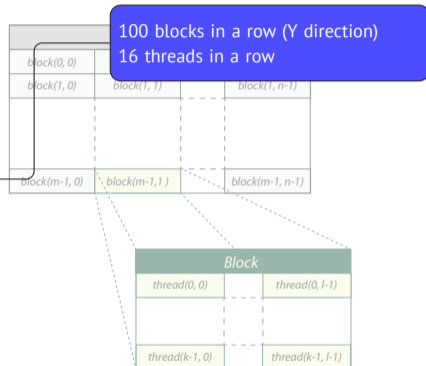 100 blocks in a row (Y direction)
16 threads in a row
block(0, 0)
block(1, 0) block(1, 1) block(1, n-1)
block(m-1, 0) block(m-1,1 ) block(m-1, n-1)
Block
thread(0, 0) thread(0, l-1)
thread(k-1, 0) thread(k-1, l-1)